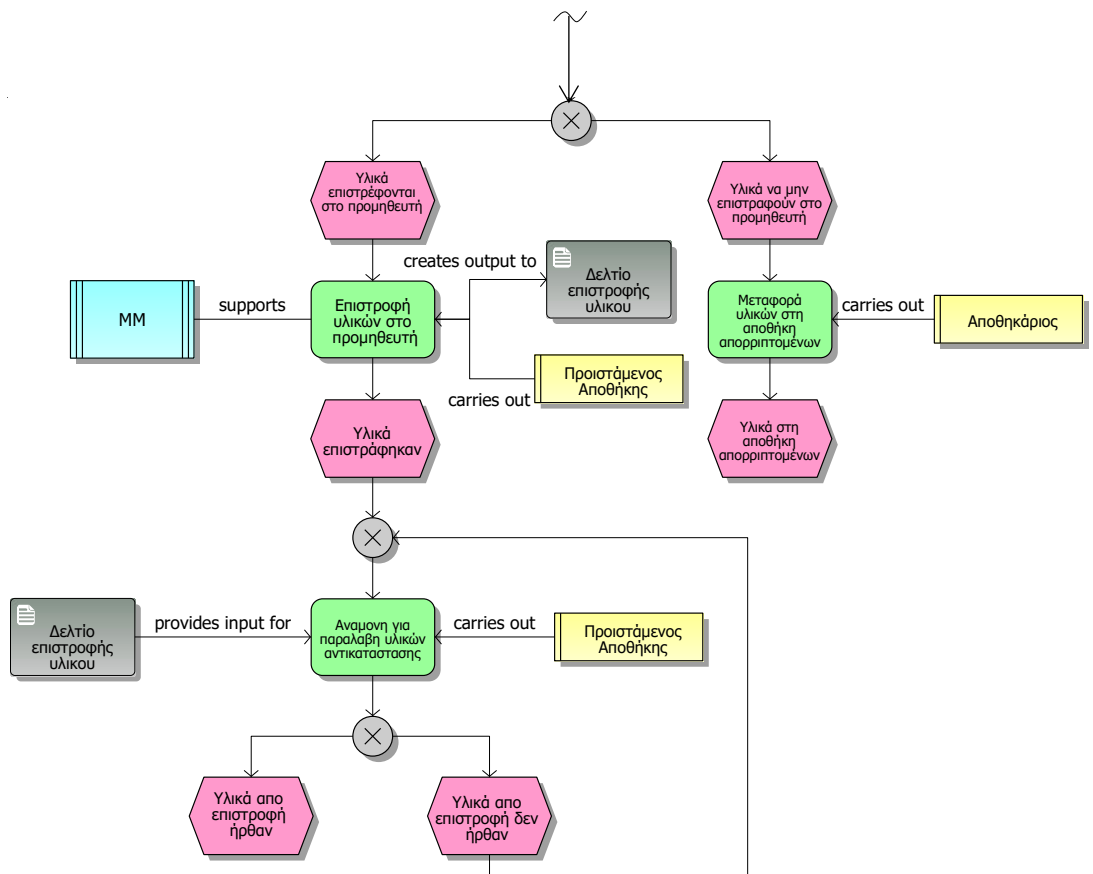 Υλικά
επιστρέφονται
στο προμηθευτή
Υλικά να μην
επιστραφούν στο
προμηθευτή
creates output to
Δελτίο
επιστροφής
υλικου
MM
supports
Επιστροφή
υλικών στο
προμηθευτή
Μεταφορά
υλικών στη
αποθήκη
απορριπτομένων
carries out
Αποθηκάριος
Προιστάμενος
Αποθήκης
carries out
Υλικά
επιστράφηκαν
Υλικά στη
αποθήκη
απορριπτομένων
Δελτίο
επιστροφής
υλικου
provides input for
Αναμονη για
παραλαβη υλικών
αντικαταστασης
carries out
Προιστάμενος
Αποθήκης
Υλικά απο
επιστροφή
ήρθαν
Υλικά απο
επιστροφή δεν
ήρθαν